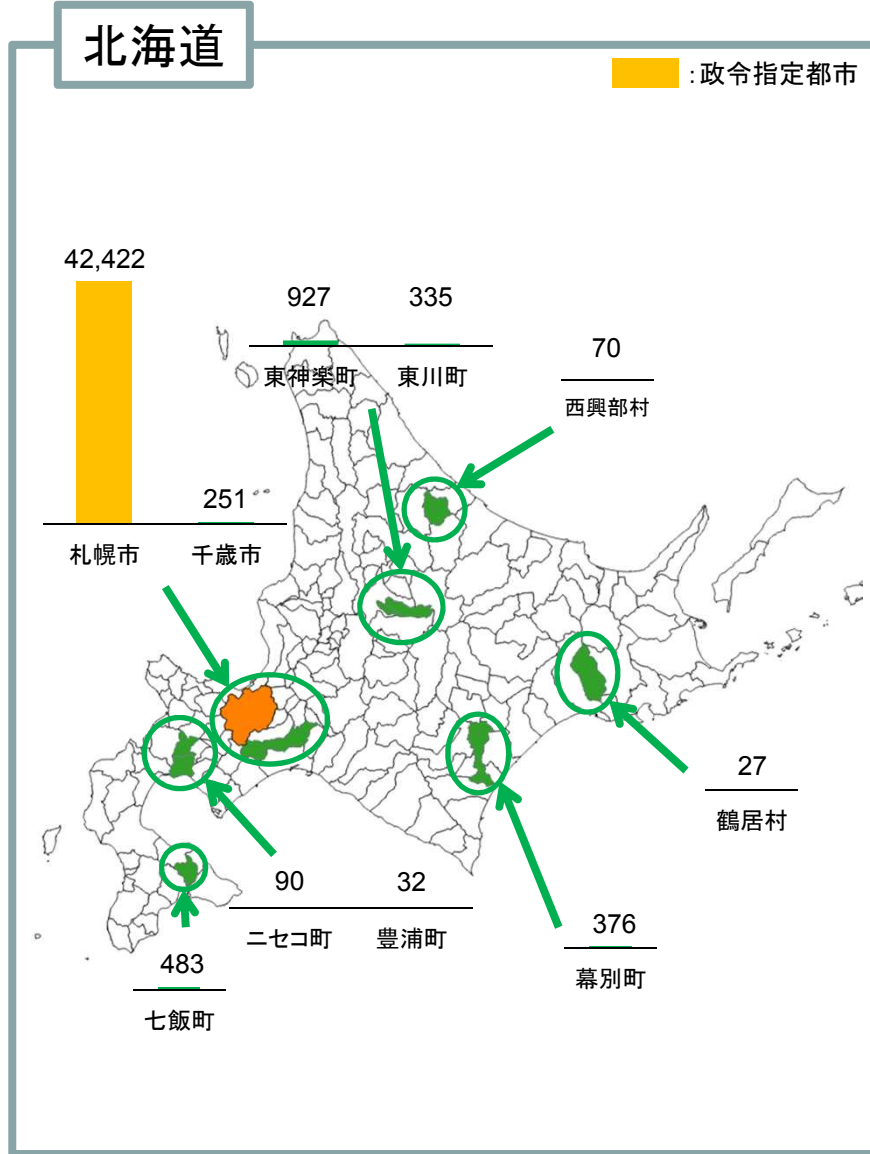 北海道
:政令指定都市
42,422
927 335
70
東神楽町 東川町
西興部村
251
札幌市 千歳市
27
鶴居村
90 32
ニセコ町 豊浦町
376
幕別町
483
七飯町